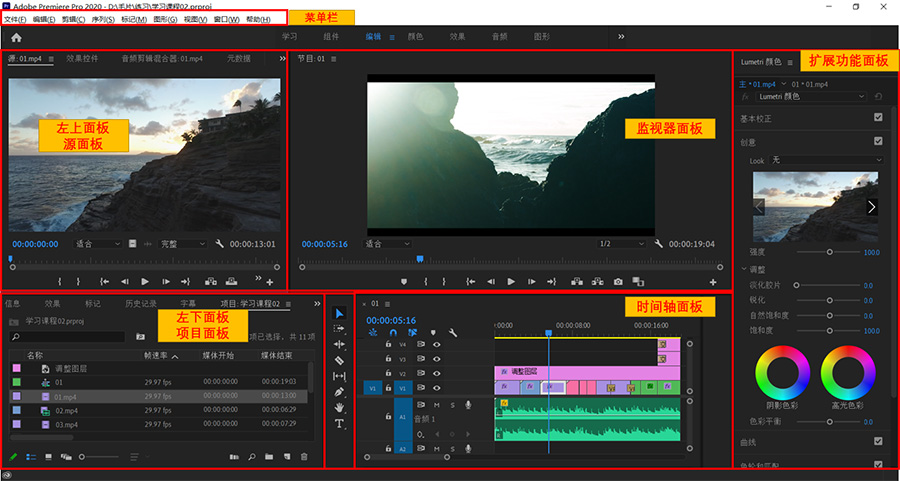 Adobe Premiere Pro 2020 - D:\毛片\练习\学习课程02.prproj
文件(F) 编辑(E) 剪辑(C) 序列(S) 标记(M) 图形(G) 视图(V) 窗口(W) 帮助(H)
菜单栏
学习 组件 编辑 颜色 效果 音频 图形 »
源: 01.mp4 效果控件 音频剪辑混合器: 01.mp4 元数据 »
左上面板
源面板
00:00:00:00 适合 完整 00:00:13:01
节目: 01
监视器面板
00:00:05:16 适合 1/2 00:00:19:04
Lumetri 颜色
扩展功能面板
主 * 01.mp4 01 * 01.mp4
fx Lumetri 颜色
基本校正
创意
Look 无
强度 100.0
调整
淡化胶片 0.0
锐化 0.0
自然饱和度 0.0
饱和度 100.0
阴影色彩 高光色彩
色彩平衡 0.0
曲线
色轮和匹配
信息 效果 标记 历史记录 字幕 项目: 学习课程02 »
左下面板
项目面板
学习课程02.prproj
项已选择，共 11项
名称 帧速率 媒体开始 媒体结束
调整图层
01 29.97 fps 00:00:00:00 00:00:19:03
01.mp4 29.97 fps 00:00:00:00 00:00:13:00
02.mp4 29.97 fps 00:00:00:00 00:00:06:29
03.mp4 29.97 fps 00:00:00:00 00:00:07:29
× 01
时间轴面板
00:00:05:16
:00:00 00:00:08:00 00:00:16:00
V4
V3
V2
fx 调整图层
V1 V1
A1 M S
音频 1
A2 M S